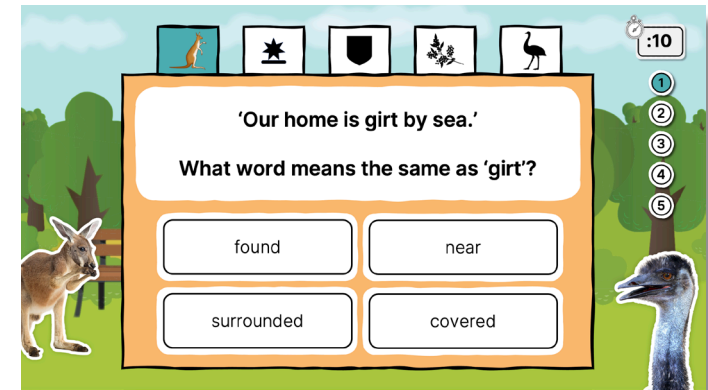 :10
1
2
3
4
5
‘Our home is girt by sea.’
What word means the same as ‘girt’?
found
near
surrounded
covered